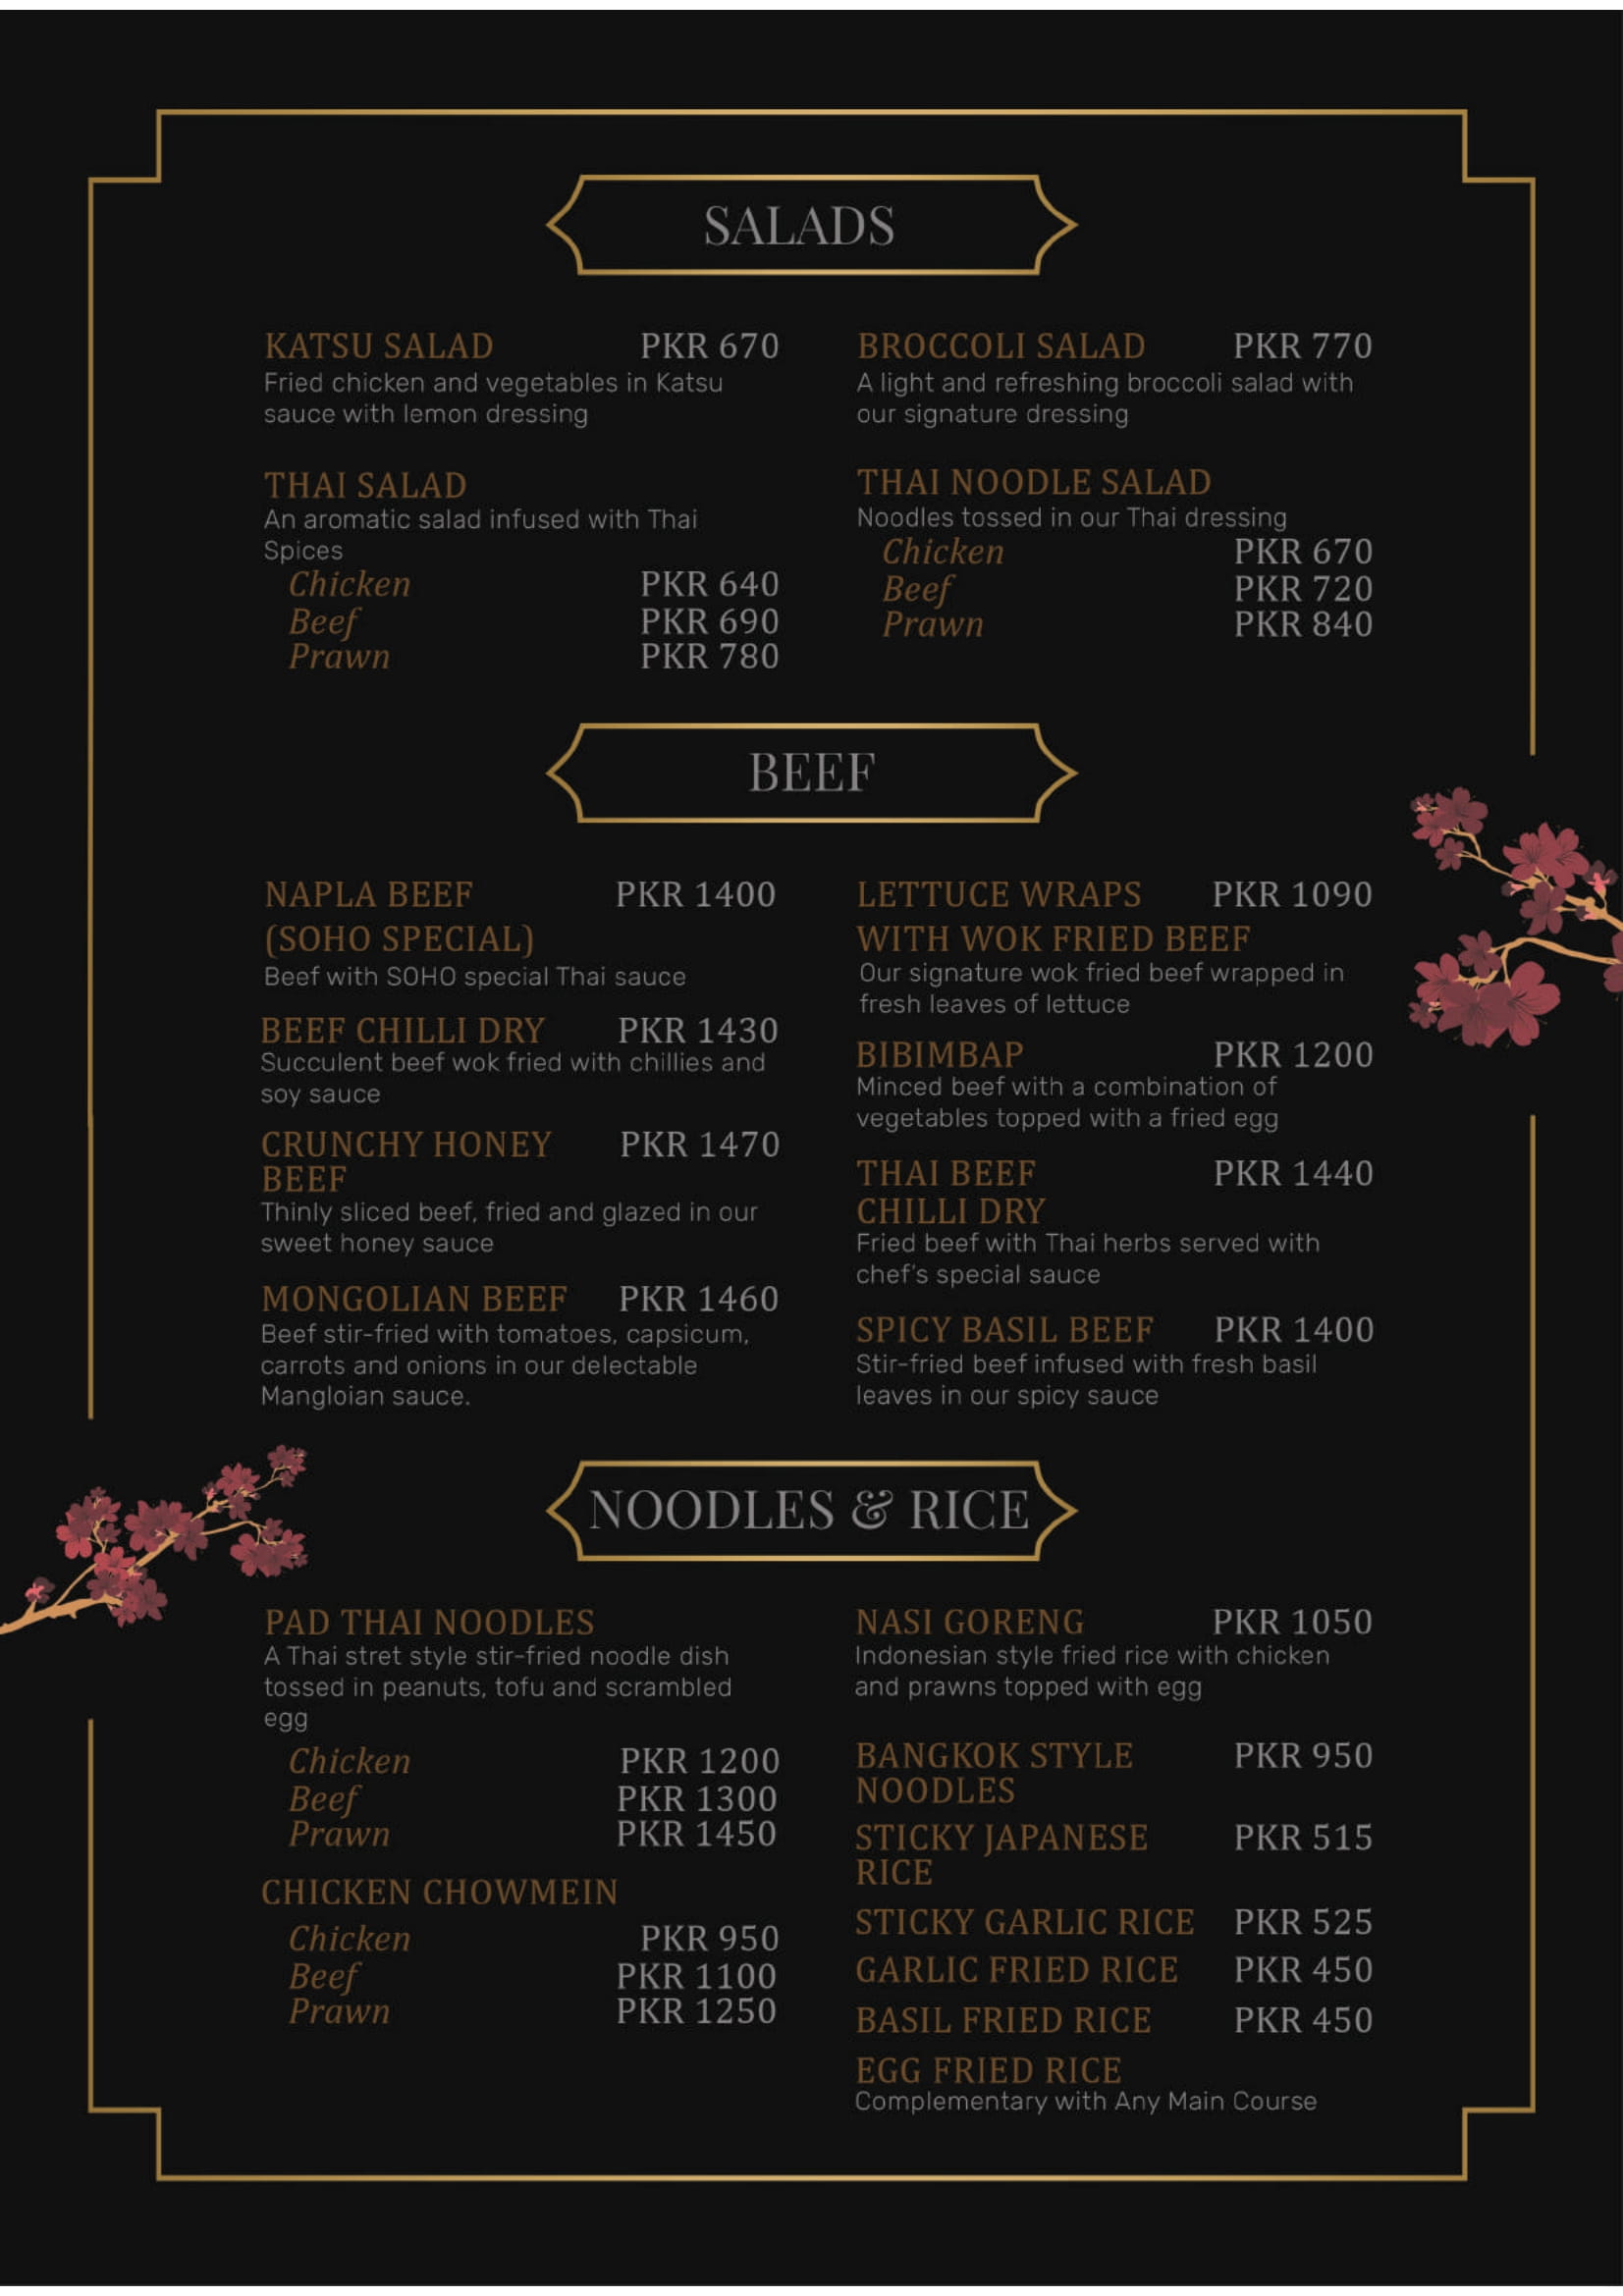 SALADS
KATSU SALAD PKR 670
Fried chicken and vegetables in Katsu
sauce with lemon dressing
THAI SALAD
An aromatic salad infused with Thai
Spices
Chicken PKR 640
Beef PKR 690
Prawn PKR 780
BROCCOLI SALAD PKR 770
A light and refreshing broccoli salad with
our signature dressing
THAI NOODLE SALAD
Noodles tossed in our Thai dressing
Chicken PKR 670
Beef PKR 720
Prawn PKR 840
BEEF
NAPLA BEEF PKR 1400
(SOHO SPECIAL)
Beef with SOHO special Thai sauce
BEEF CHILLI DRY PKR 1430
Succulent beef wok fried with chillies and
soy sauce
CRUNCHY HONEY PKR 1470
BEEF
Thinly sliced beef, fried and glazed in our
sweet honey sauce
MONGOLIAN BEEF PKR 1460
Beef stir-fried with tomatoes, capsicum,
carrots and onions in our delectable
Mangloian sauce.
LETTUCE WRAPS PKR 1090
WITH WOK FRIED BEEF
Our signature wok fried beef wrapped in
fresh leaves of lettuce
BIBIMBAP PKR 1200
Minced beef with a combination of
vegetables topped with a fried egg
THAI BEEF PKR 1440
CHILLI DRY
Fried beef with Thai herbs served with
chef's special sauce
SPICY BASIL BEEF PKR 1400
Stir-fried beef infused with fresh basil
leaves in our spicy sauce
NOODLES & RICE
PAD THAI NOODLES
A Thai stret style stir-fried noodle dish
tossed in peanuts, tofu and scrambled
egg
Chicken PKR 1200
Beef PKR 1300
Prawn PKR 1450
CHICKEN CHOWMEIN
Chicken PKR 950
Beef PKR 1100
Prawn PKR 1250
NASI GORENG PKR 1050
Indonesian style fried rice with chicken
and prawns topped with egg
BANGKOK STYLE PKR 950
NOODLES
STICKY JAPANESE PKR 515
RICE
STICKY GARLIC RICE PKR 525
GARLIC FRIED RICE PKR 450
BASIL FRIED RICE PKR 450
EGG FRIED RICE
Complementary with Any Main Course